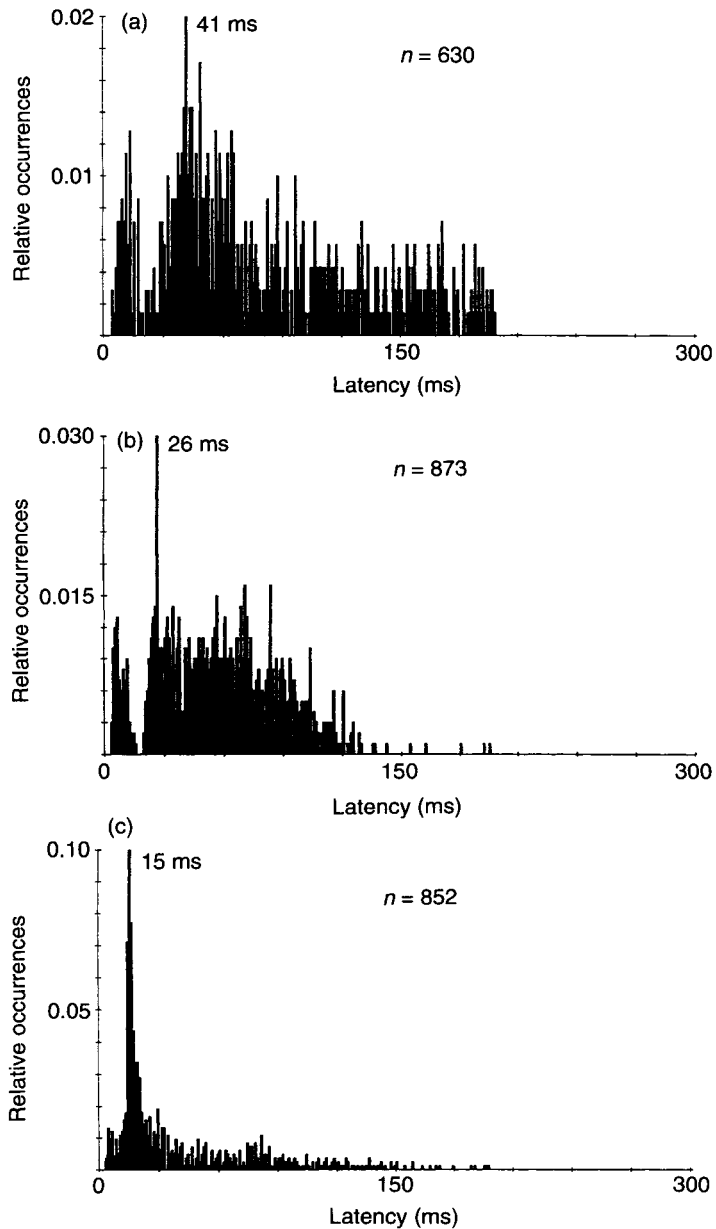 (a)
41 ms
n = 630
0.02
0.01
Relative occurrences
0
150
300
Latency (ms)
(b)
26 ms
n = 873
0.030
0.015
Relative occurrences
0
150
300
Latency (ms)
(c)
15 ms
n = 852
0.10
0.05
Relative occurrences
0
150
300
Latency (ms)